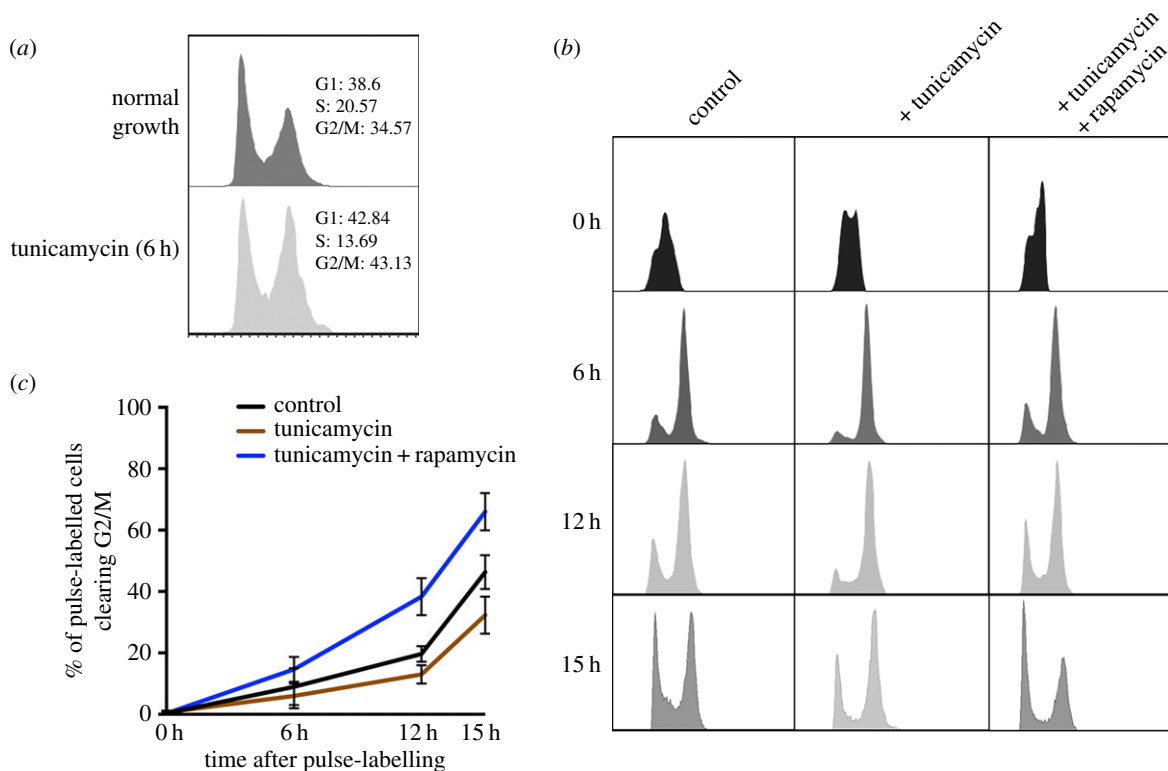 (a)
normal
growth
G1: 38.6
S: 20.57
G2/M: 34.57
tunicamycin (6 h)
G1: 42.84
S: 13.69
G2/M: 43.13
(b)
control
+ tunicamycin
+ tunicamycin
+ rapamycin
0 h
6 h
12 h
15 h
(c)
% of pulse-labelled cells
clearing G2/M
100
80
60
40
20
0
control
tunicamycin
tunicamycin + rapamycin
0 h
6 h
12 h
15 h
time after pulse-labelling